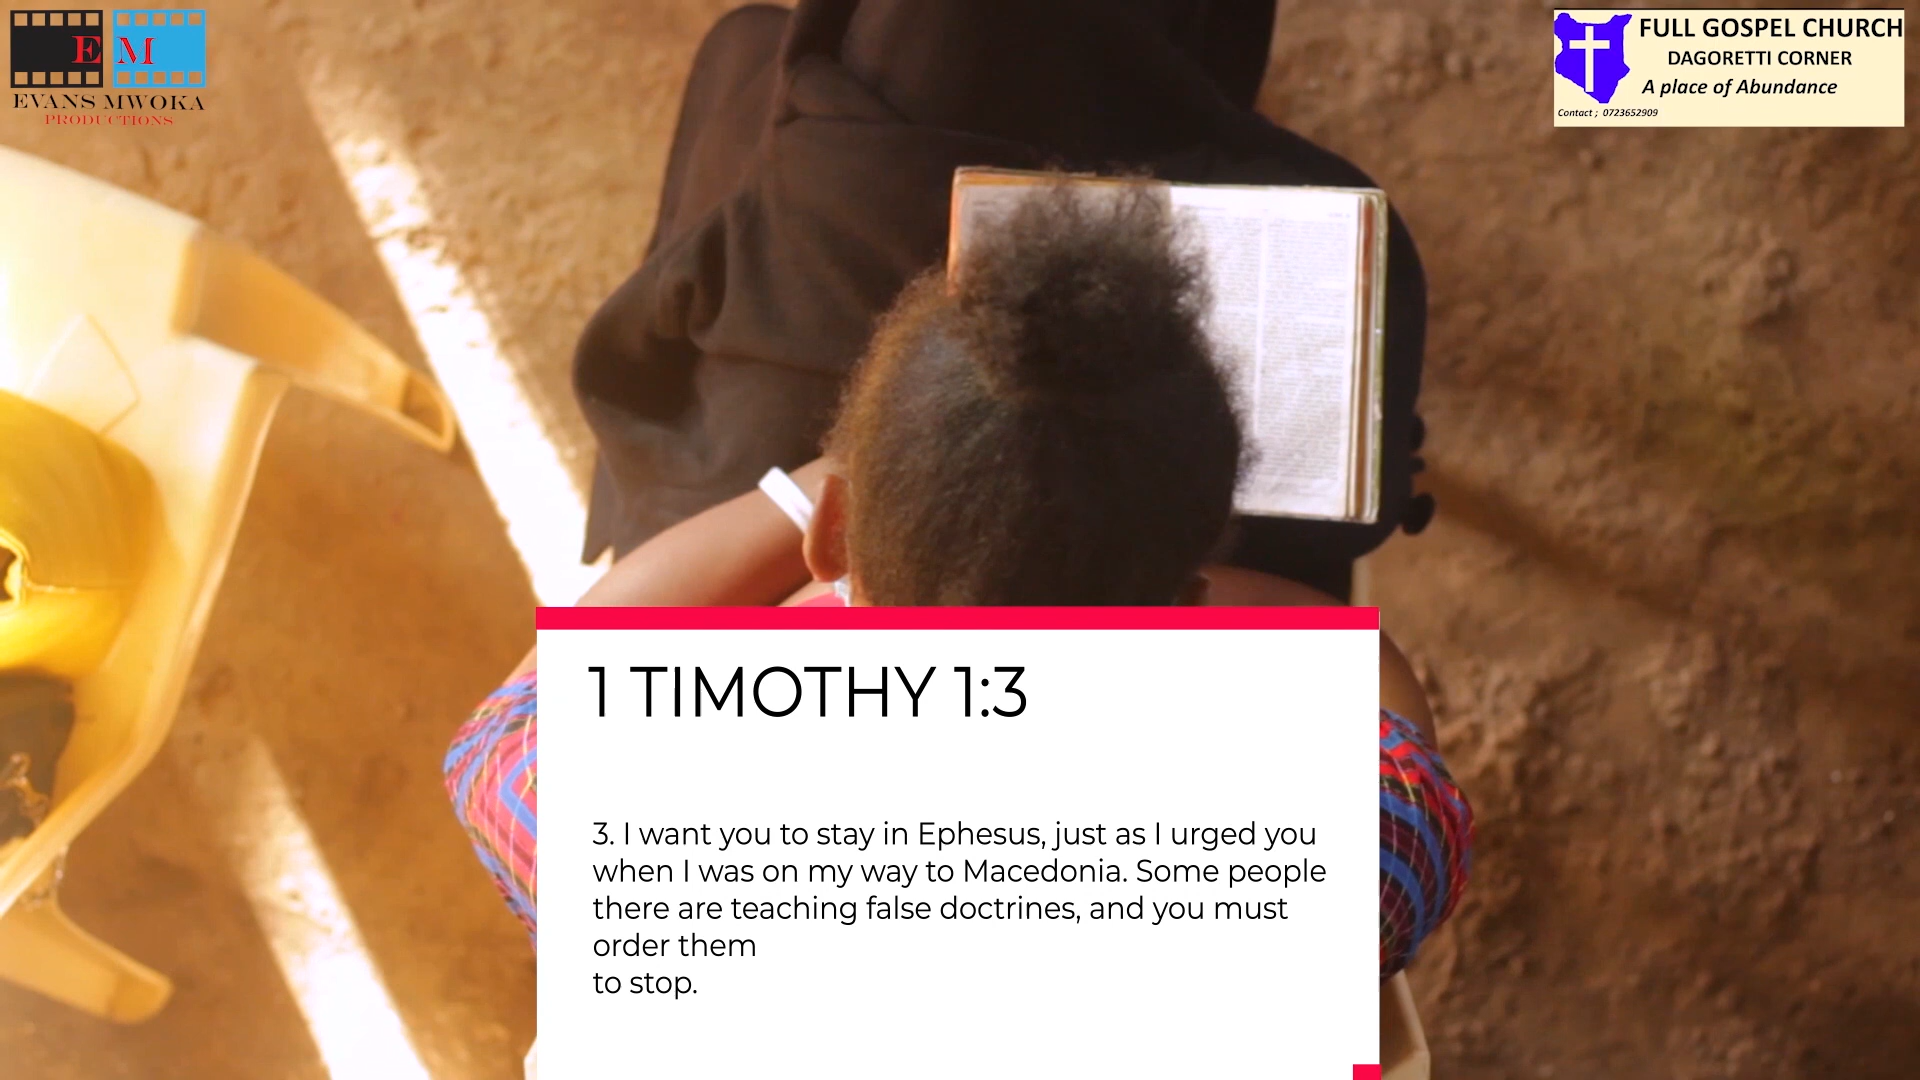 E M
EVANS MWOKA
PRODUCTIONS
FULL GOSPEL CHURCH
DAGORETTI CORNER
A place of Abundance
Contact ; 0723652909
1 TIMOTHY 1:3
3. I want you to stay in Ephesus, just as I urged you
when I was on my way to Macedonia. Some people
there are teaching false doctrines, and you must
order them
to stop.